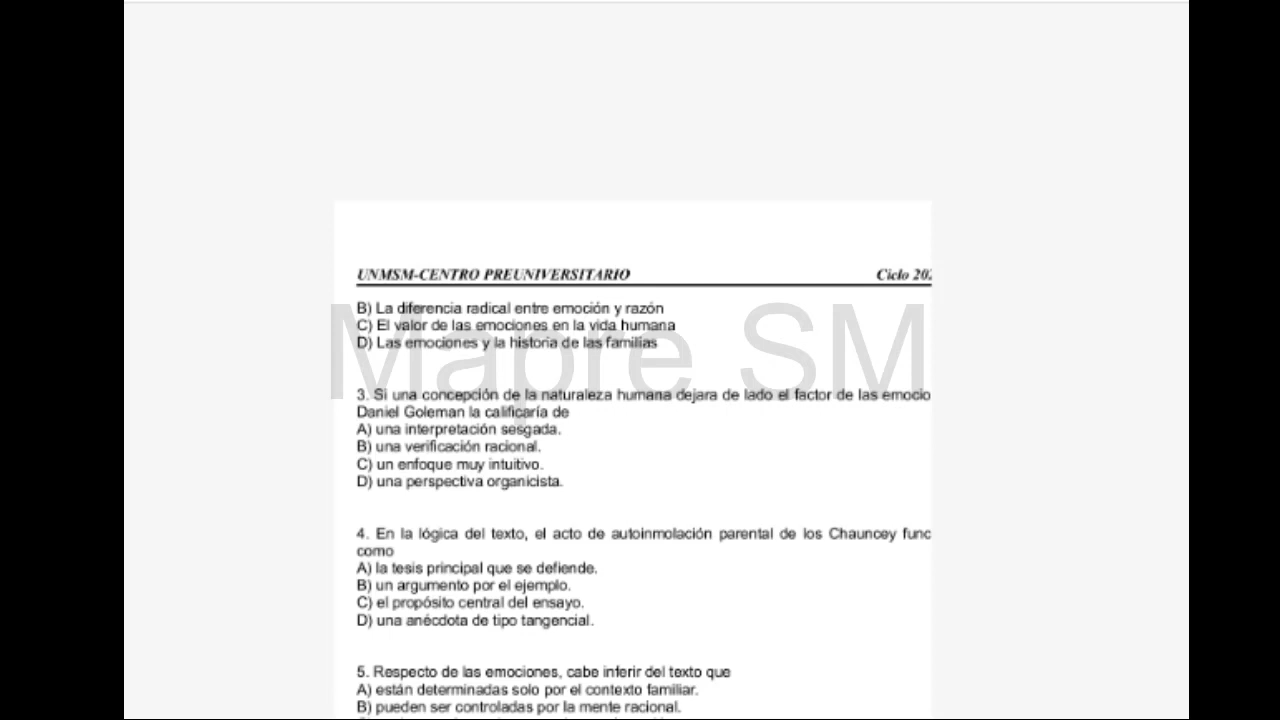 UNMSM-CENTRO PREUNIVERSITARIO Ciclo 202
B) La diferencia radical entre emoción y razón
C) El valor de las emociones en la vida humana
D) Las emociones y la historia de las familias
Mapre SM
3. Si una concepción de la naturaleza humana dejara de lado el factor de las emocio
Daniel Goleman la calificaría de
A) una interpretación sesgada.
B) una verificación racional.
C) un enfoque muy intuitivo.
D) una perspectiva organicista.
4. En la lógica del texto, el acto de autoinmolación parental de los Chauncey func
como
A) la tesis principal que se defiende.
B) un argumento por el ejemplo.
C) el propósito central del ensayo.
D) una anécdota de tipo tangencial.
5. Respecto de las emociones, cabe inferir del texto que
A) están determinadas solo por el contexto familiar.
B) pueden ser controladas por la mente racional.